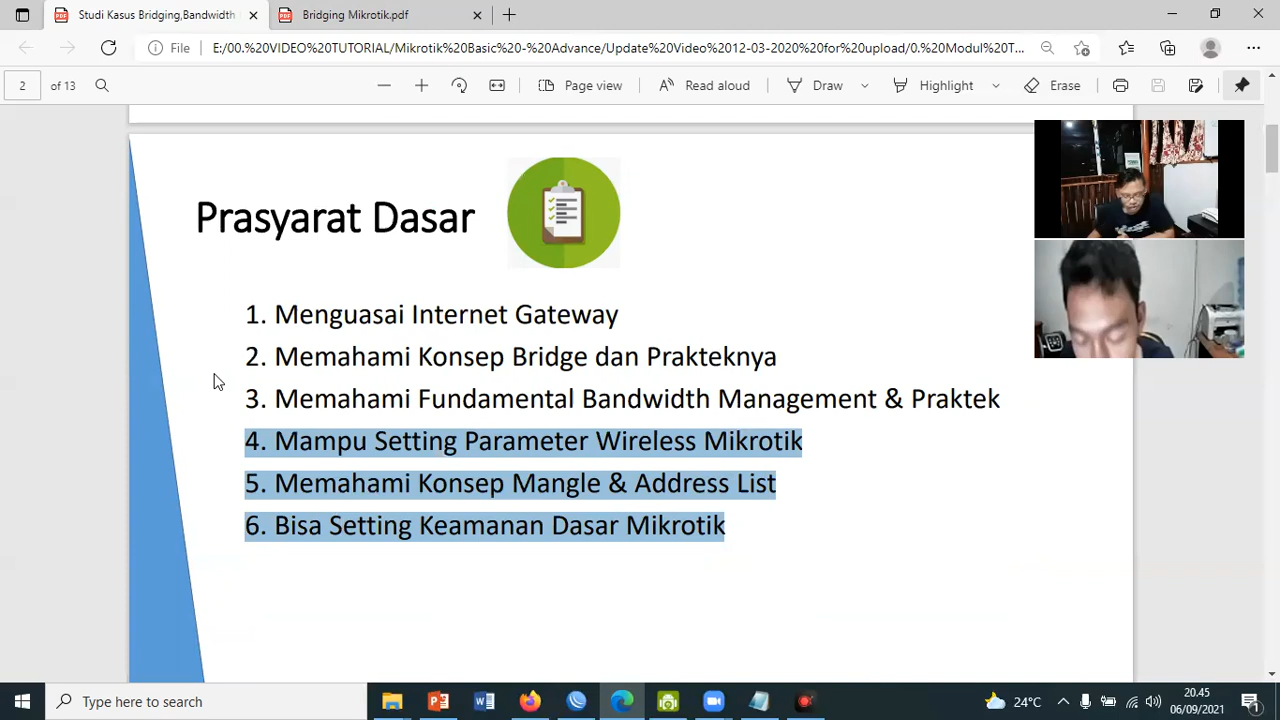 Studi Kasus Bridging,Bandwidth
Bridging Mikrotik.pdf
File
E:/00.%20VIDEO%20TUTORIAL/Mikrotik%20Basic%20-%20Advance/Update%20Video%2012-03-2020%20for%20upload/0.%20Modul%20T...
2
of 13
Page view
Read aloud
Draw
Highlight
Erase
Prasyarat Dasar
1. Menguasai Internet Gateway
2. Memahami Konsep Bridge dan Prakteknya
3. Memahami Fundamental Bandwidth Management & Praktek
4. Mampu Setting Parameter Wireless Mikrotik
5. Memahami Konsep Mangle & Address List
6. Bisa Setting Keamanan Dasar Mikrotik
Type here to search
24°C
20.45
06/09/2021
1